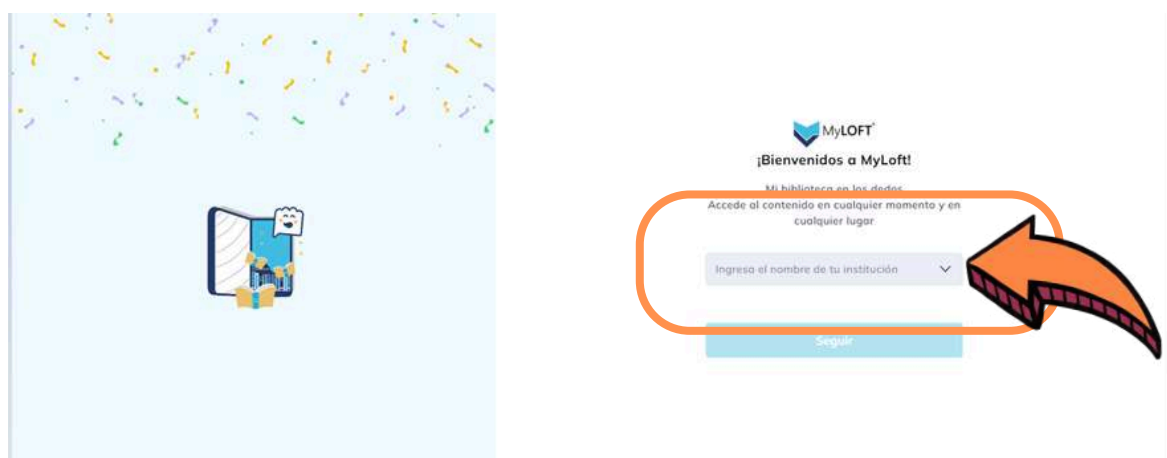 MyLOFT
¡Bienvenidos a MyLoft!
Mi biblioteca en los dedos
Accede al contenido en cualquier momento y en
cualquier lugar
Ingresa el nombre de tu institución
Seguir